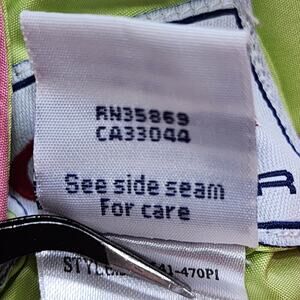 RN35869
CA33044
See side seam
For care
R